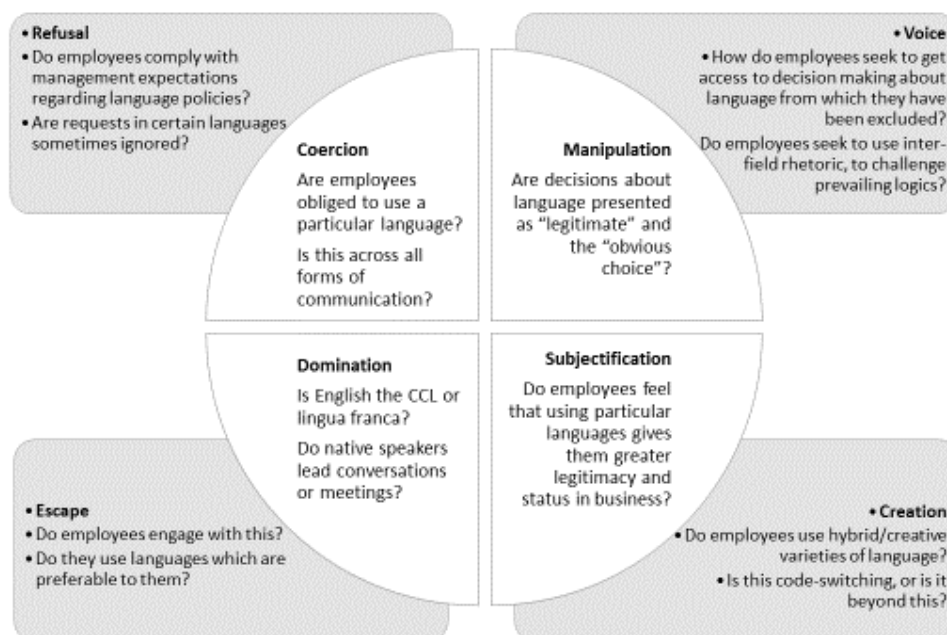 • Refusal
• Do employees comply with
management expectations
regarding language policies?
• Are requests in certain languages
sometimes ignored?
• Voice
• How do employees seek to get
access to decision making about
language from which they have
been excluded?
Do employees seek to use inter-
field rhetoric, to challenge
prevailing logics?
Coercion
Are employees
obliged to use a
particular language?
Is this across all
forms of
communication?
Manipulation
Are decisions about
language presented
as “legitimate” and
the “obvious
choice”?
Domination
Is English the CCL or
lingua franca?
Do native speakers
lead conversations
or meetings?
Subjectification
Do employees feel
that using particular
languages gives
them greater
legitimacy and
status in business?
• Escape
• Do employees engage with this?
• Do they use languages which are
preferable to them?
• Creation
• Do employees use hybrid/creative
varieties of language?
• Is this code-switching, or is it
beyond this?